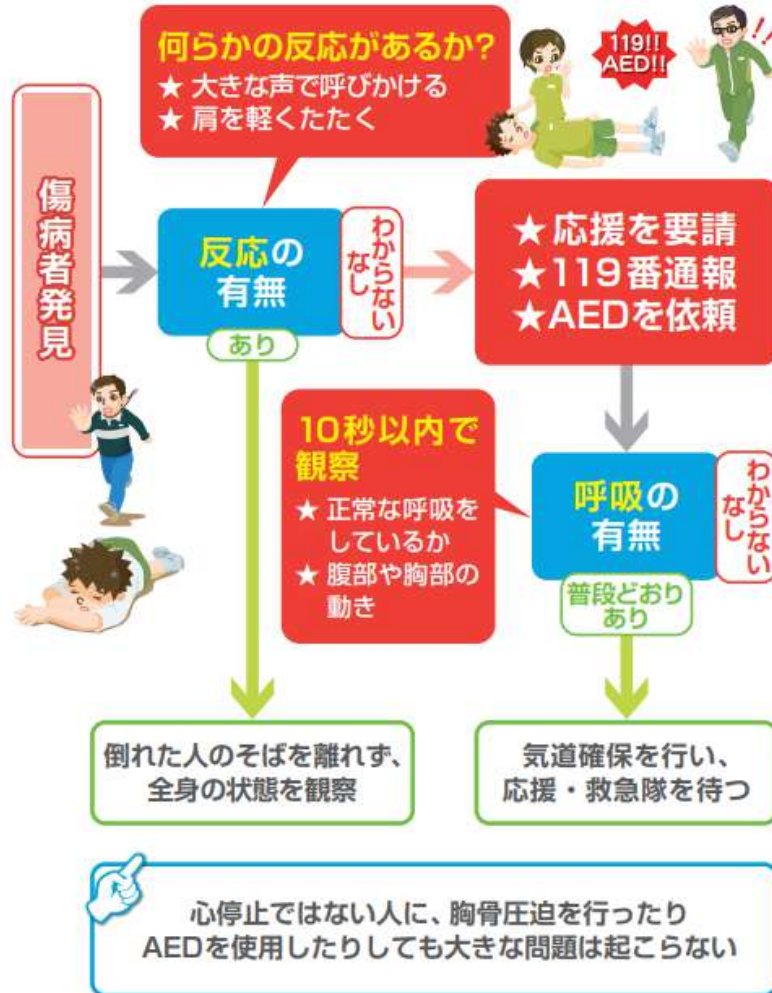 何らかの反応があるか?
★ 大きな声で呼びかける
★ 肩を軽くたたく
119!!
AED!!
!!
傷病者発見
反応の
有無
わからない
なし
あり
★応援を要請
★119番通報
★AEDを依頼
10秒以内で
観察
★ 正常な呼吸を
しているか
★ 腹部や胸部の
動き
呼吸の
有無
わからない
なし
普段どおり
あり
倒れた人のそばを離れず、
全身の状態を観察
気道確保を行い、
応援・救急隊を待つ
心停止ではない人に、胸骨圧迫を行ったり
AEDを使用したりしても大きな問題は起こらない